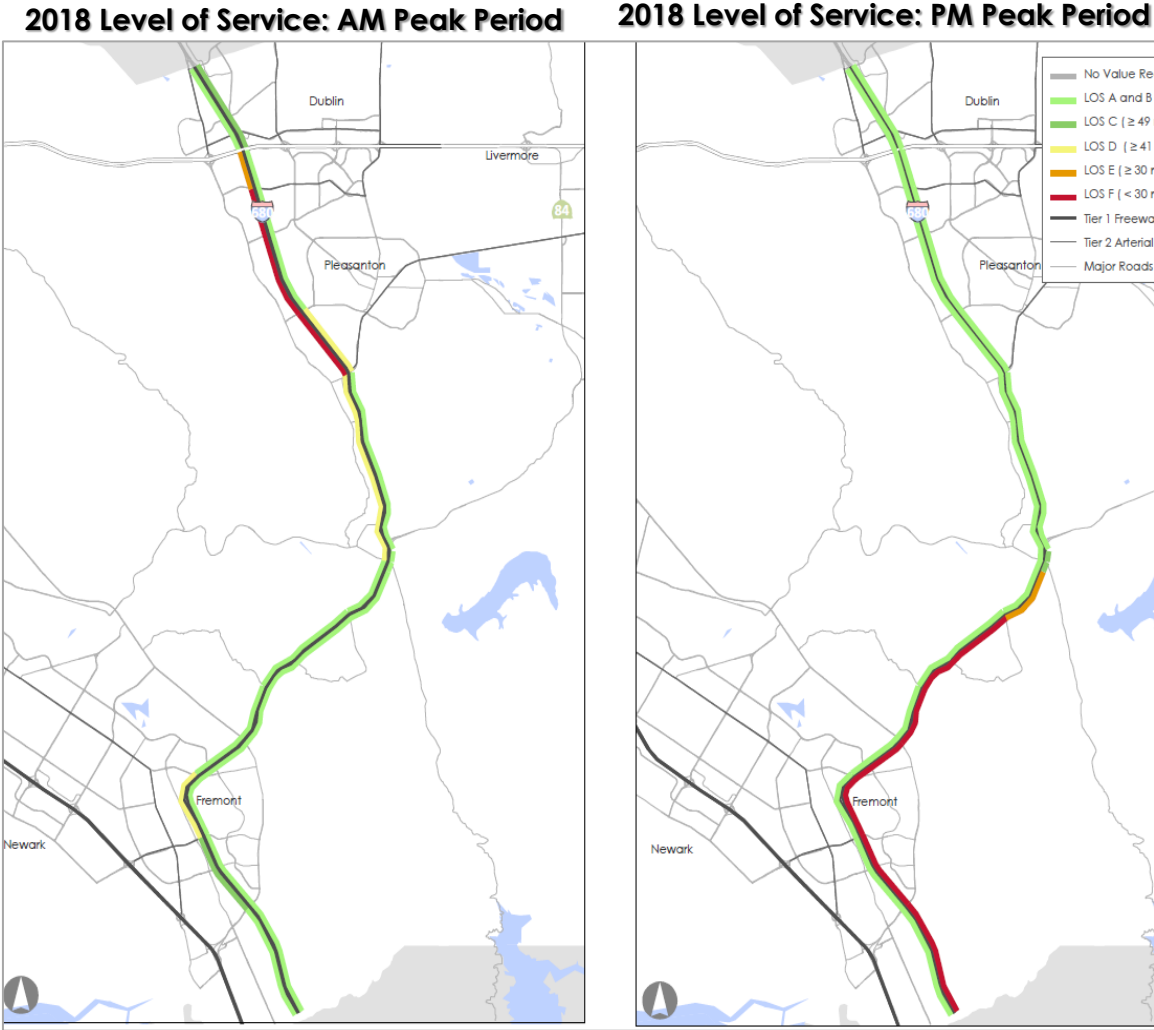 2018 Level of Service: AM Peak Period
2018 Level of Service: PM Peak Period
Dublin
Livermore
680
84
Pleasanton
Fremont
Newark
Dublin
680
Pleasanton
Fremont
Newark
No Value Re
LOS A and B
LOS C ( ≥ 49
LOS D ( ≥ 41
LOS E ( ≥ 30 m
LOS F ( < 30 m
Tier 1 Freewa
Tier 2 Arterial
Major Roads